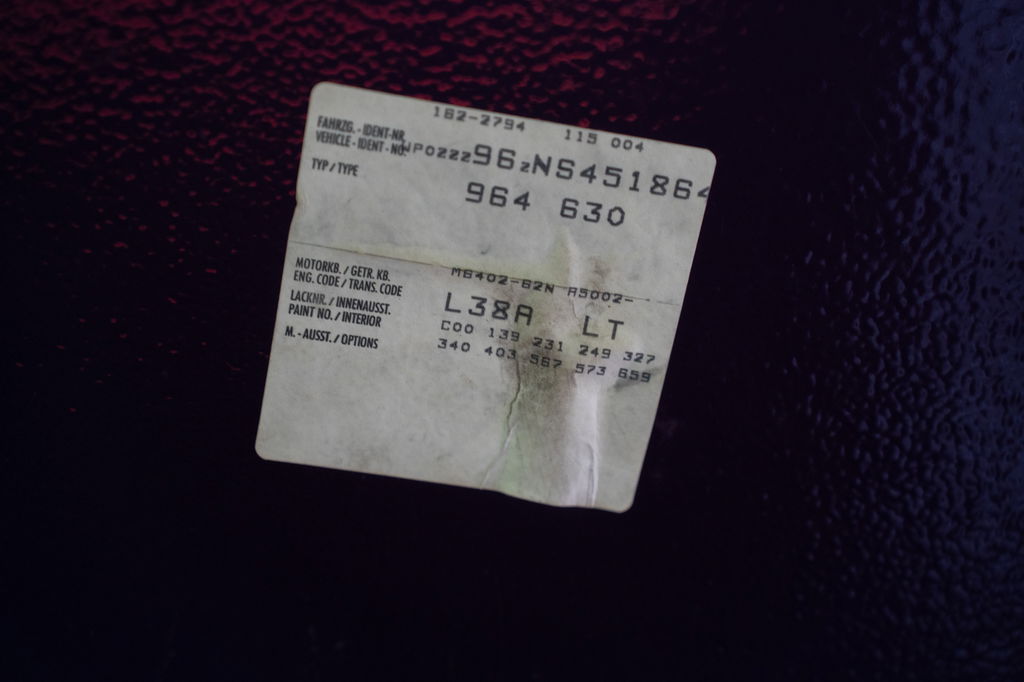 162-2794 115 004
FAHRZG. - IDENT-NR.
VEHICLE - IDENT - NO. WP0ZZZ96ZNS451864
TYP / TYPE 964 630
MOTORKB. / GETR. KB. M6402-62N A5002-
ENG. CODE / TRANS. CODE
LACKNR. / INNENAUSST. L38A LT
PAINT NO. / INTERIOR
M. - AUSST. / OPTIONS C00 139 231 249 327
340 403 567 573 659